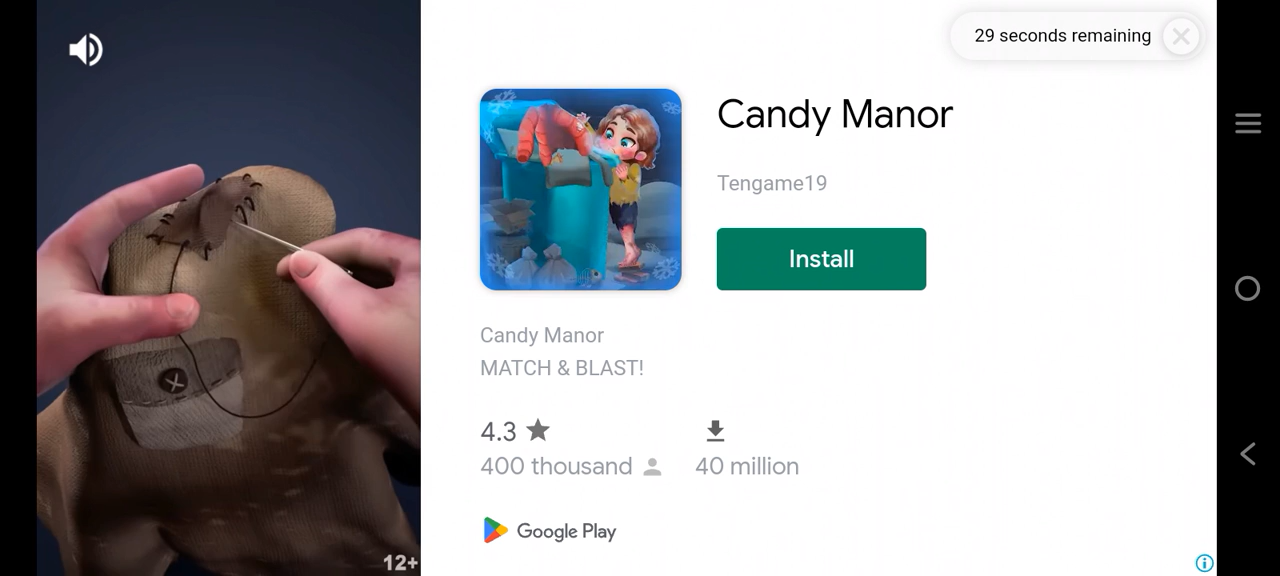 29 seconds remaining
Candy Manor
Tengame19
Install
Candy Manor
MATCH & BLAST!
4.3
400 thousand
40 million
Google Play
12+